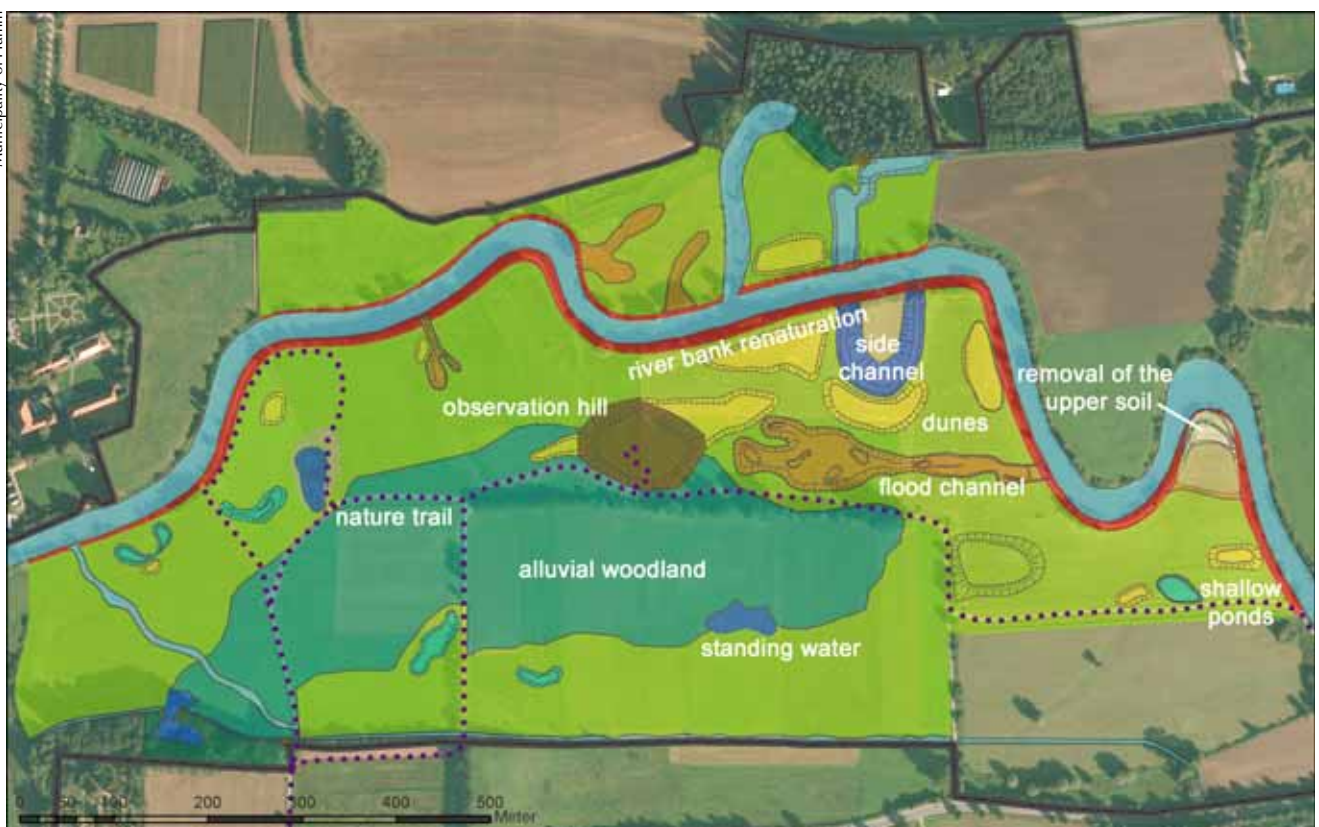 river bank renaturation
side
channel
removal of the
upper soil
observation hill
dunes
flood channel
nature trail
alluvial woodland
shallow
ponds
standing water
0 50 100 200 300 400 500
Meter